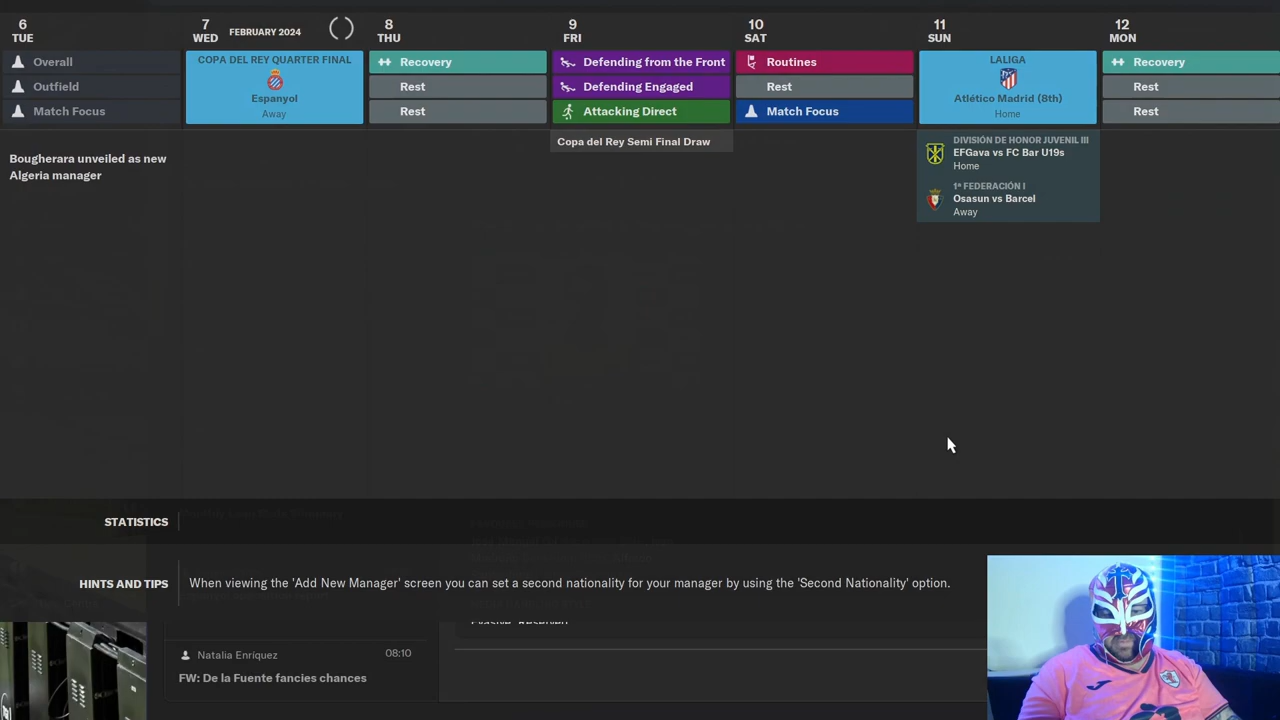 6
TUE
7
WED
FEBRUARY 2024
8
THU
9
FRI
10
SAT
11
SUN
12
MON
Overall
Outfield
Match Focus
COPA DEL REY QUARTER FINAL
Espanyol
Away
Recovery
Rest
Rest
Defending from the Front
Defending Engaged
Attacking Direct
Copa del Rey Semi Final Draw
Routines
Rest
Match Focus
LALIGA
Atlético Madrid (8th)
Home
Recovery
Rest
Rest
Bougherara unveiled as new
Algeria manager
DIVISIÓN DE HONOR JUVENIL III
EFGava vs FC Bar U19s
Home
1ª FEDERACIÓN I
Osasun vs Barcel
Away
STATISTICS
HINTS AND TIPS
When viewing the 'Add New Manager' screen you can set a second nationality for your manager by using the 'Second Nationality' option.
Natalia Enríquez
08:10
FW: De la Fuente fancies chances